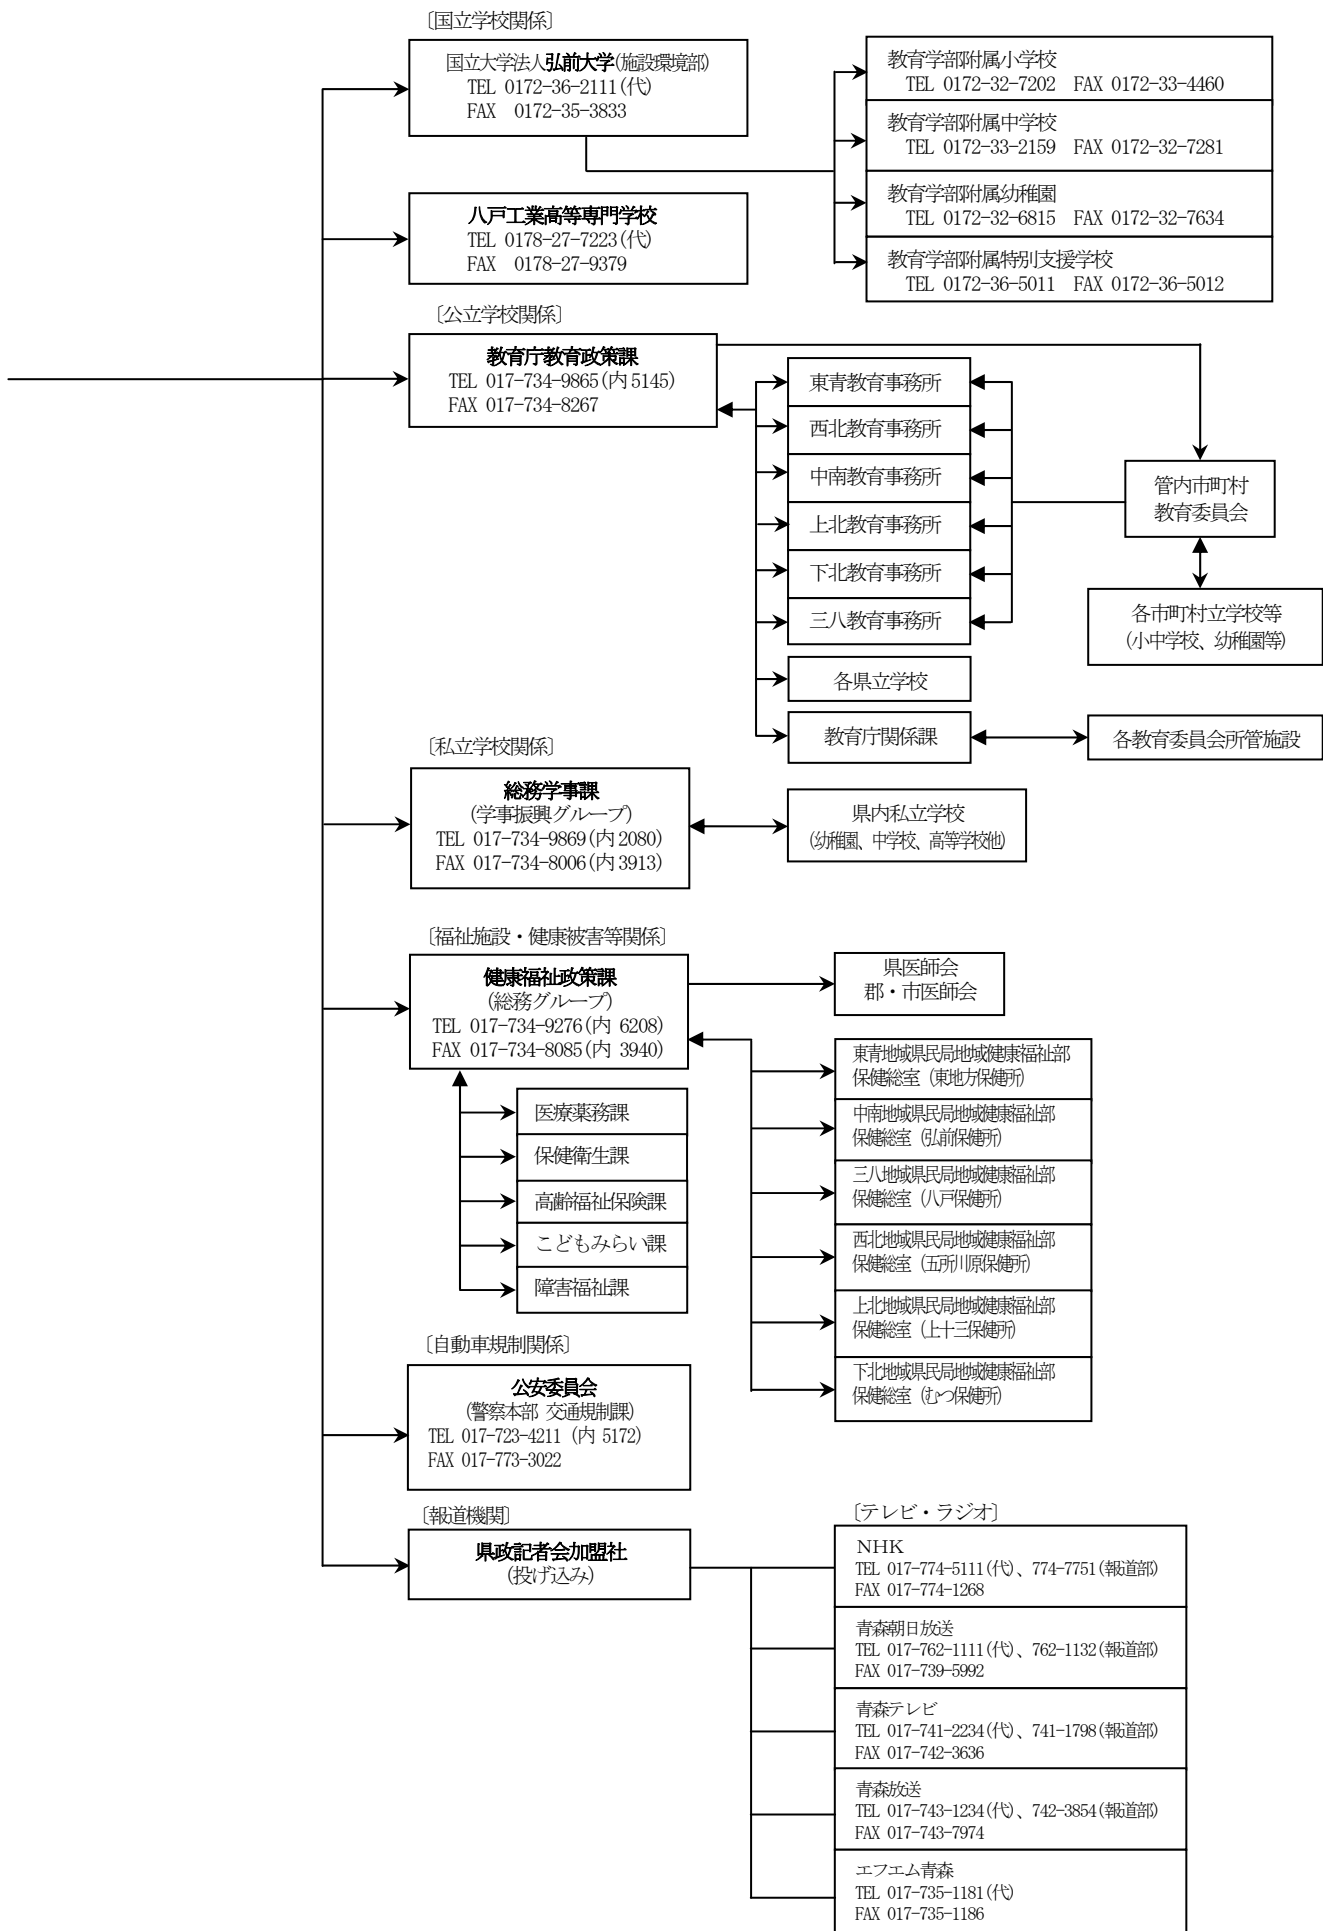 〔国立学校関係〕
国立大学法人弘前大学(施設環境部)
TEL 0172-36-2111(代)
FAX 0172-35-3833
教育学部附属小学校
TEL 0172-32-7202 FAX 0172-33-4460
教育学部附属中学校
TEL 0172-33-2159 FAX 0172-32-7281
教育学部附属幼稚園
TEL 0172-32-6815 FAX 0172-32-7634
教育学部附属特別支援学校
TEL 0172-36-5011 FAX 0172-36-5012
八戸工業高等専門学校
TEL 0178-27-7223(代)
FAX 0178-27-9379
〔公立学校関係〕
教育庁教育政策課
TEL 017-734-9865(内5145)
FAX 017-734-8267
東青教育事務所
西北教育事務所
中南教育事務所
上北教育事務所
下北教育事務所
三八教育事務所
各県立学校
教育庁関係課
管内市町村
教育委員会
各市町村立学校等
(小中学校、幼稚園等)
各教育委員会所管施設
〔私立学校関係〕
総務学事課
(学事振興グループ)
TEL 017-734-9869(内2080)
FAX 017-734-8006(内3913)
県内私立学校
(幼稚園、中学校、高等学校他)
〔福祉施設・健康被害等関係〕
健康福祉政策課
(総務グループ)
TEL 017-734-9276(内 6208)
FAX 017-734-8085(内 3940)
県医師会
郡・市医師会
医療薬務課
保健衛生課
高齢福祉保険課
こどもみらい課
障害福祉課
東青地域県民局地域健康福祉部
保健総室 (東地方保健所)
中南地域県民局地域健康福祉部
保健総室 (弘前保健所)
三八地域県民局地域健康福祉部
保健総室 (八戸保健所)
西北地域県民局地域健康福祉部
保健総室 (五所川原保健所)
上北地域県民局地域健康福祉部
保健総室 (上十三保健所)
下北地域県民局地域健康福祉部
保健総室 (むつ保健所)
〔自動車規制関係〕
公安委員会
(警察本部 交通規制課)
TEL 017-723-4211 (内 5172)
FAX 017-773-3022
〔報道機関〕
県政記者会加盟社
(投げ込み)
〔テレビ・ラジオ〕
NHK
TEL 017-774-5111(代)、774-7751(報道部)
FAX 017-774-1268
青森朝日放送
TEL 017-762-1111(代)、762-1132(報道部)
FAX 017-739-5992
青森テレビ
TEL 017-741-2234(代)、741-1798(報道部)
FAX 017-742-3636
青森放送
TEL 017-743-1234(代)、742-3854(報道部)
FAX 017-743-7974
エフエム青森
TEL 017-735-1181(代)
FAX 017-735-1186